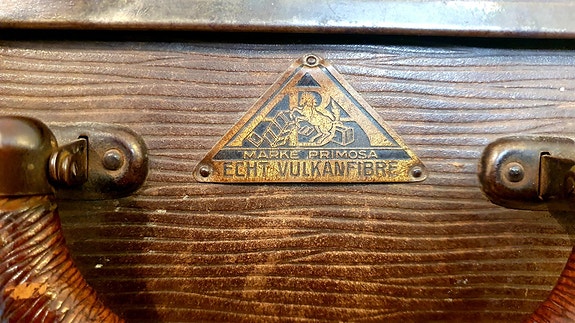 R
MARKE PRIMOSA
ECHT VULKANFIBRE